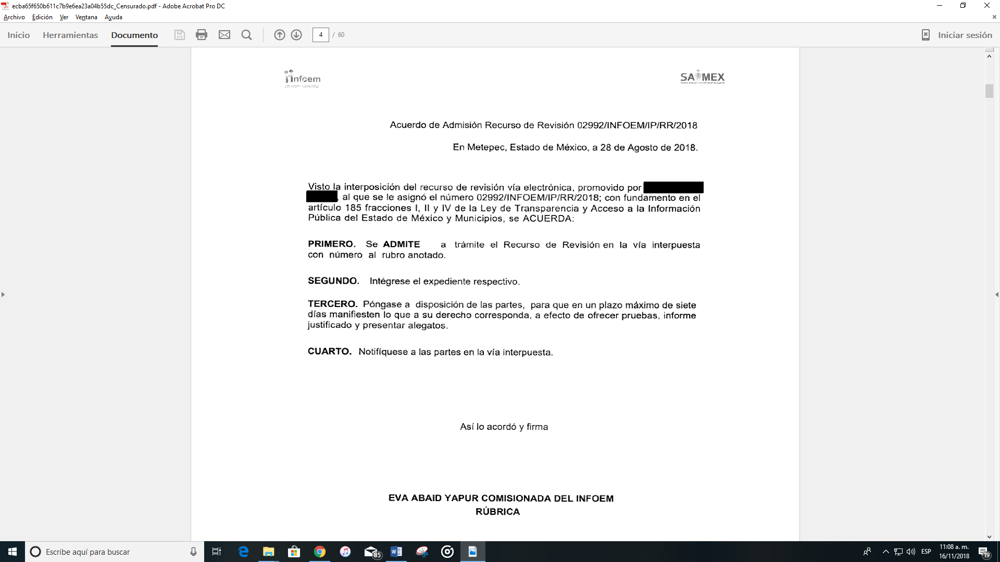 ecba65f650b611c7b9e6ea23a04b55dc_Censurado.pdf - Adobe Acrobat Pro DC
Archivo Edición Ver Ventana Ayuda
Inicio Herramientas Documento 4 / 60 Iniciar sesión
infoem SAIMEX
Acuerdo de Admisión Recurso de Revisión 02992/INFOEM/IP/RR/2018
En Metepec, Estado de México, a 28 de Agosto de 2018.
Visto la interposición del recurso de revisión vía electrónica, promovido por
, al que se le asignó el número 02992/INFOEM/IP/RR/2018; con fundamento en el
artículo 185 fracciones I, II y IV de la Ley de Transparencia y Acceso a la Información
Pública del Estado de México y Municipios, se ACUERDA:
PRIMERO. Se ADMITE a trámite el Recurso de Revisión en la vía interpuesta
con número al rubro anotado.
SEGUNDO. Intégrese el expediente respectivo.
TERCERO. Póngase a disposición de las partes, para que en un plazo máximo de siete
días manifiesten lo que a su derecho corresponda, a efecto de ofrecer pruebas, informe
justificado y presentar alegatos.
CUARTO. Notifíquese a las partes en la vía interpuesta.
Así lo acordó y firma
EVA ABAID YAPUR COMISIONADA DEL INFOEM
RÚBRICA
Escribe aquí para buscar 85 ESP 11:08 a. m.
16/11/2018 19